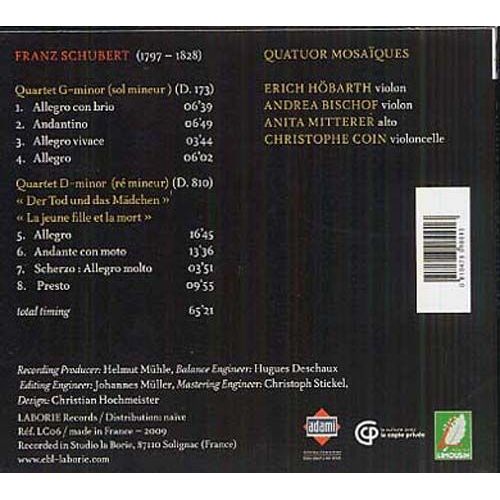 FRANZ SCHUBERT (1797 – 1828)
Quartet G-minor (sol mineur ) (D. 173)
1. Allegro con brio 06'39
2. Andantino 06'49
3. Allegro vivace 03'44
4. Allegro 06'02
Quartet D-minor (ré mineur) (D. 810)
« Der Tod und das Mädchen »
« La jeune fille et la mort »
5. Allegro 16'45
6. Andante con moto 13'36
7. Scherzo : Allegro molto 03'51
8. Presto 09'55
total timing 65'21
QUATUOR MOSAÏQUES
ERICH HÖBARTH violon
ANDREA BISCHOF violon
ANITA MITTERER alto
CHRISTOPHE COIN violoncelle
Recording Producer: Helmut Mühle, Balance Engineer: Hugues Deschaux
Editing Engineer: Johannes Müller, Mastering Engineer: Christoph Stickel,
Design: Christian Hochmeister
LABORIE Records / Distribution: naïve
Réf. LC06 / made in France – 2009
Recorded in Studio la Borie, 87110 Solignac (France)
www.ebl-laborie.com
adami
la culture avec
la copie privée
LIMOUSIN